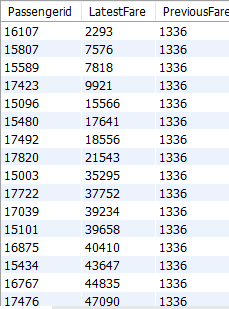 Passengerid LatestFare PreviousFare
16107 2293 1336
15807 7576 1336
15589 7818 1336
17423 9921 1336
15096 15566 1336
15480 17641 1336
17492 18556 1336
17820 21543 1336
15003 35295 1336
17722 37752 1336
17039 39234 1336
15101 39658 1336
16875 40410 1336
15434 43647 1336
16767 44835 1336
17476 47090 1336